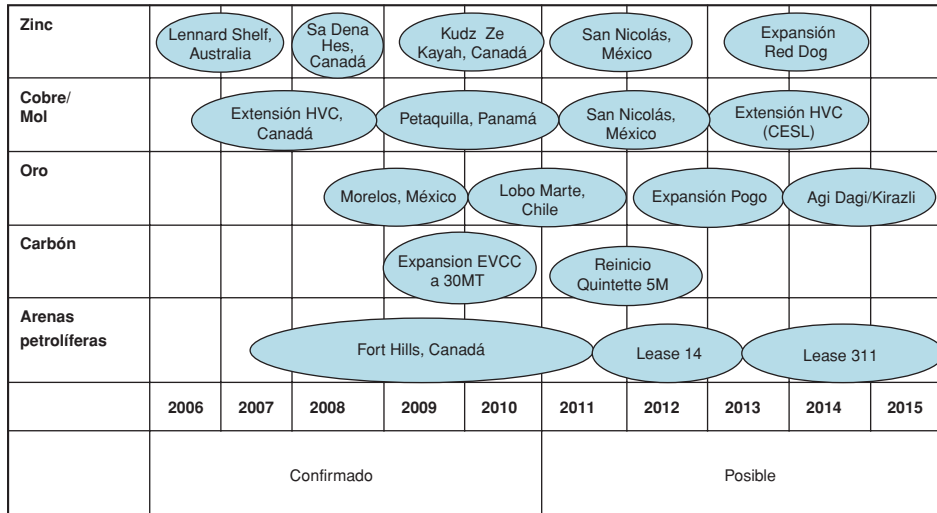 Zinc
Lennard Shelf,
Australia
Sa Dena
Hes,
Canadá
Kudz Ze
Kayah, Canadá
San Nicolás,
México
Expansión
Red Dog
Cobre/
Mol
Extensión HVC,
Canadá
Petaquilla, Panamá
San Nicolás,
México
Extensión HVC
(CESL)
Oro
Morelos, México
Lobo Marte,
Chile
Expansión Pogo
Agi Dagi/Kirazli
Carbón
Expansion EVCC
a 30MT
Reinicio
Quintette 5M
Arenas
petrolíferas
Fort Hills, Canadá
Lease 14
Lease 311
2006 2007 2008 2009 2010 2011 2012 2013 2014 2015
Confirmado Posible